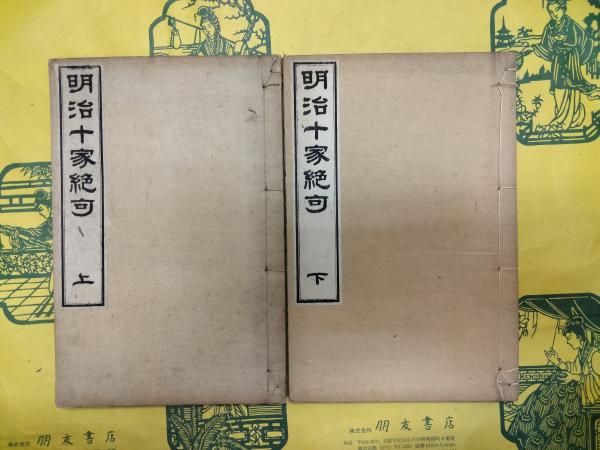 明治十家絶句
上
明治十家絶句
下
株式会社 朋友書店
株式会社 朋友書店